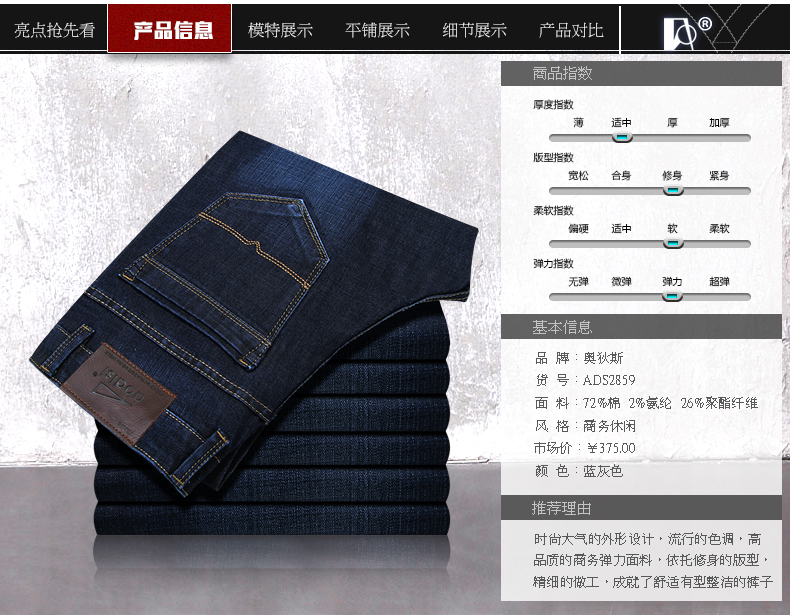 亮点抢先看 产品信息 模特展示 平铺展示 细节展示 产品对比 ®
商品指数
厚度指数
薄 适中 厚 加厚
版型指数
宽松 合身 修身 紧身
柔软指数
偏硬 适中 软 柔软
弹力指数
无弹 微弹 弹力 超弹
基本信息
品 牌：奥狄斯
货 号：ADS2859
面 料：72%棉 2%氨纶 26%聚酯纤维
风 格：商务休闲
市场价：￥375.00
颜 色：蓝灰色
推荐理由
时尚大气的外形设计，流行的色调，高
品质的商务弹力面料，依托修身的版型，
精细的做工，成就了舒适有型整洁的裤子